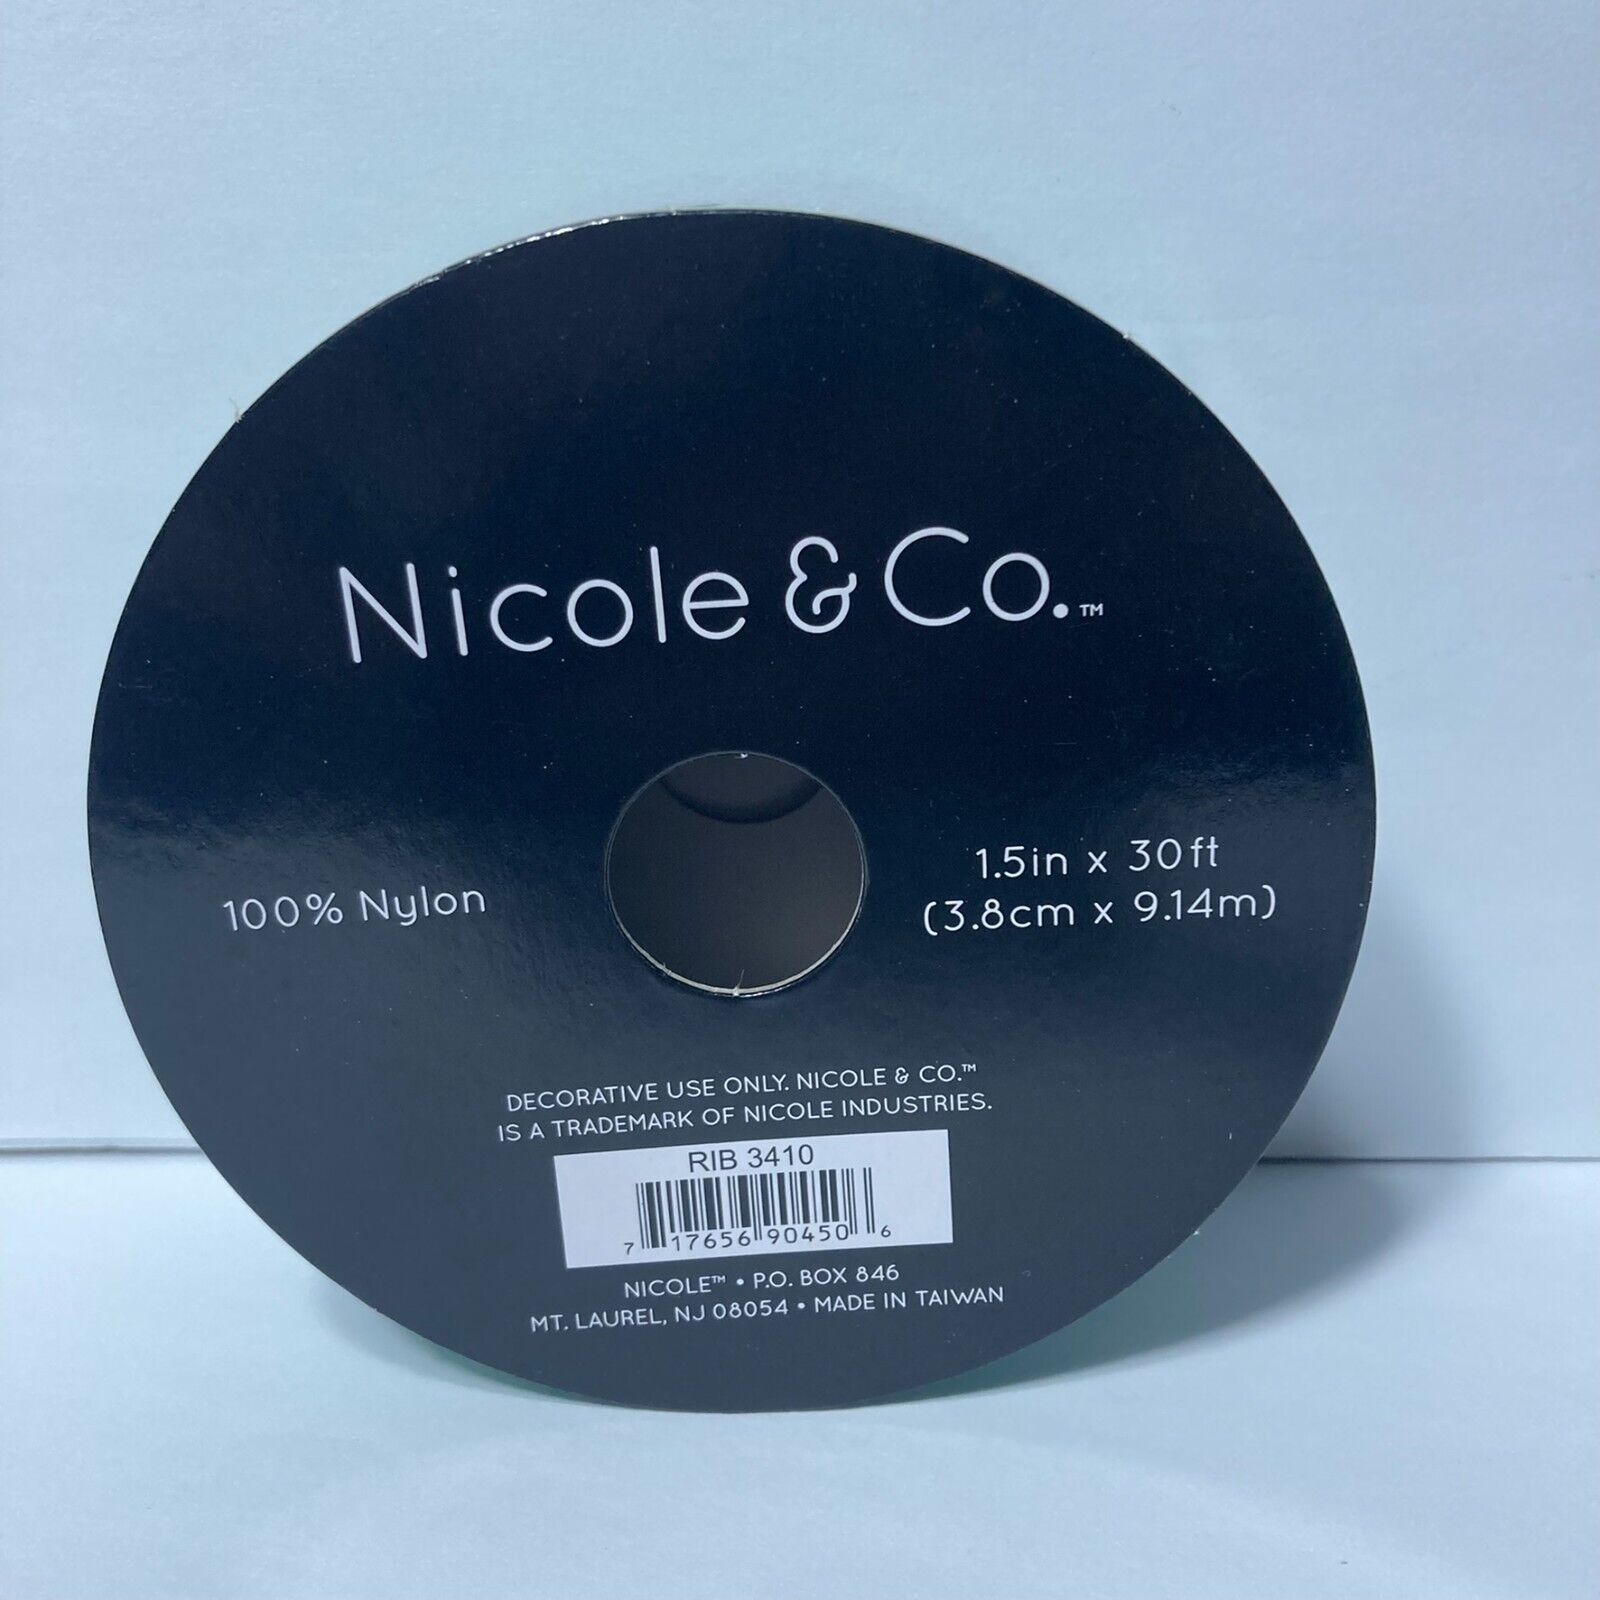 Nicole & Co.™
100% Nylon
1.5in x 30ft
(3.8cm x 9.14m)
DECORATIVE USE ONLY. NICOLE & CO.™
IS A TRADEMARK OF NICOLE INDUSTRIES.
RIB 3410
7 17656 90450 6
NICOLE™ • P.O. BOX 846
MT. LAUREL, NJ 08054 • MADE IN TAIWAN